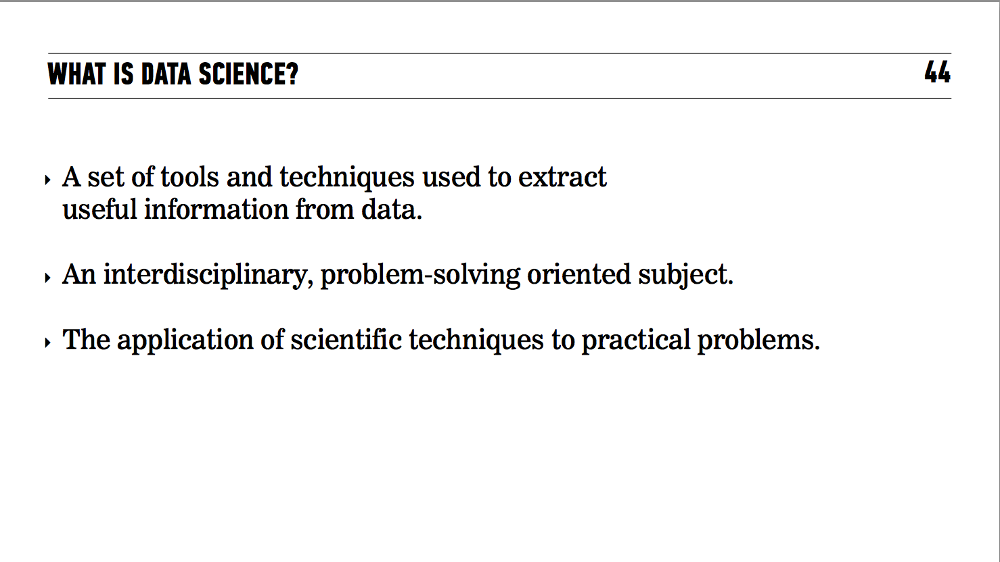 WHAT IS DATA SCIENCE? 44
‣ A set of tools and techniques used to extract
useful information from data.
‣ An interdisciplinary, problem-solving oriented subject.
‣ The application of scientific techniques to practical problems.